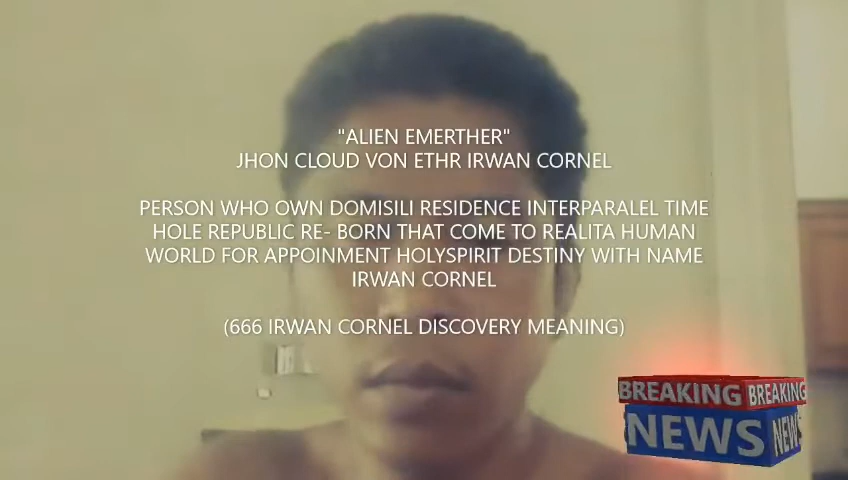 "ALIEN EMERTHER"
JHON CLOUD VON ETHR IRWAN CORNEL
PERSON WHO OWN DOMISILI RESIDENCE INTERPARALEL TIME
HOLE REPUBLIC RE- BORN THAT COME TO REALITA HUMAN
WORLD FOR APPOINMENT HOLYSPIRIT DESTINY WITH NAME
IRWAN CORNEL
(666 IRWAN CORNEL DISCOVERY MEANING)
BREAKING BREAKING
NEWS NEWS